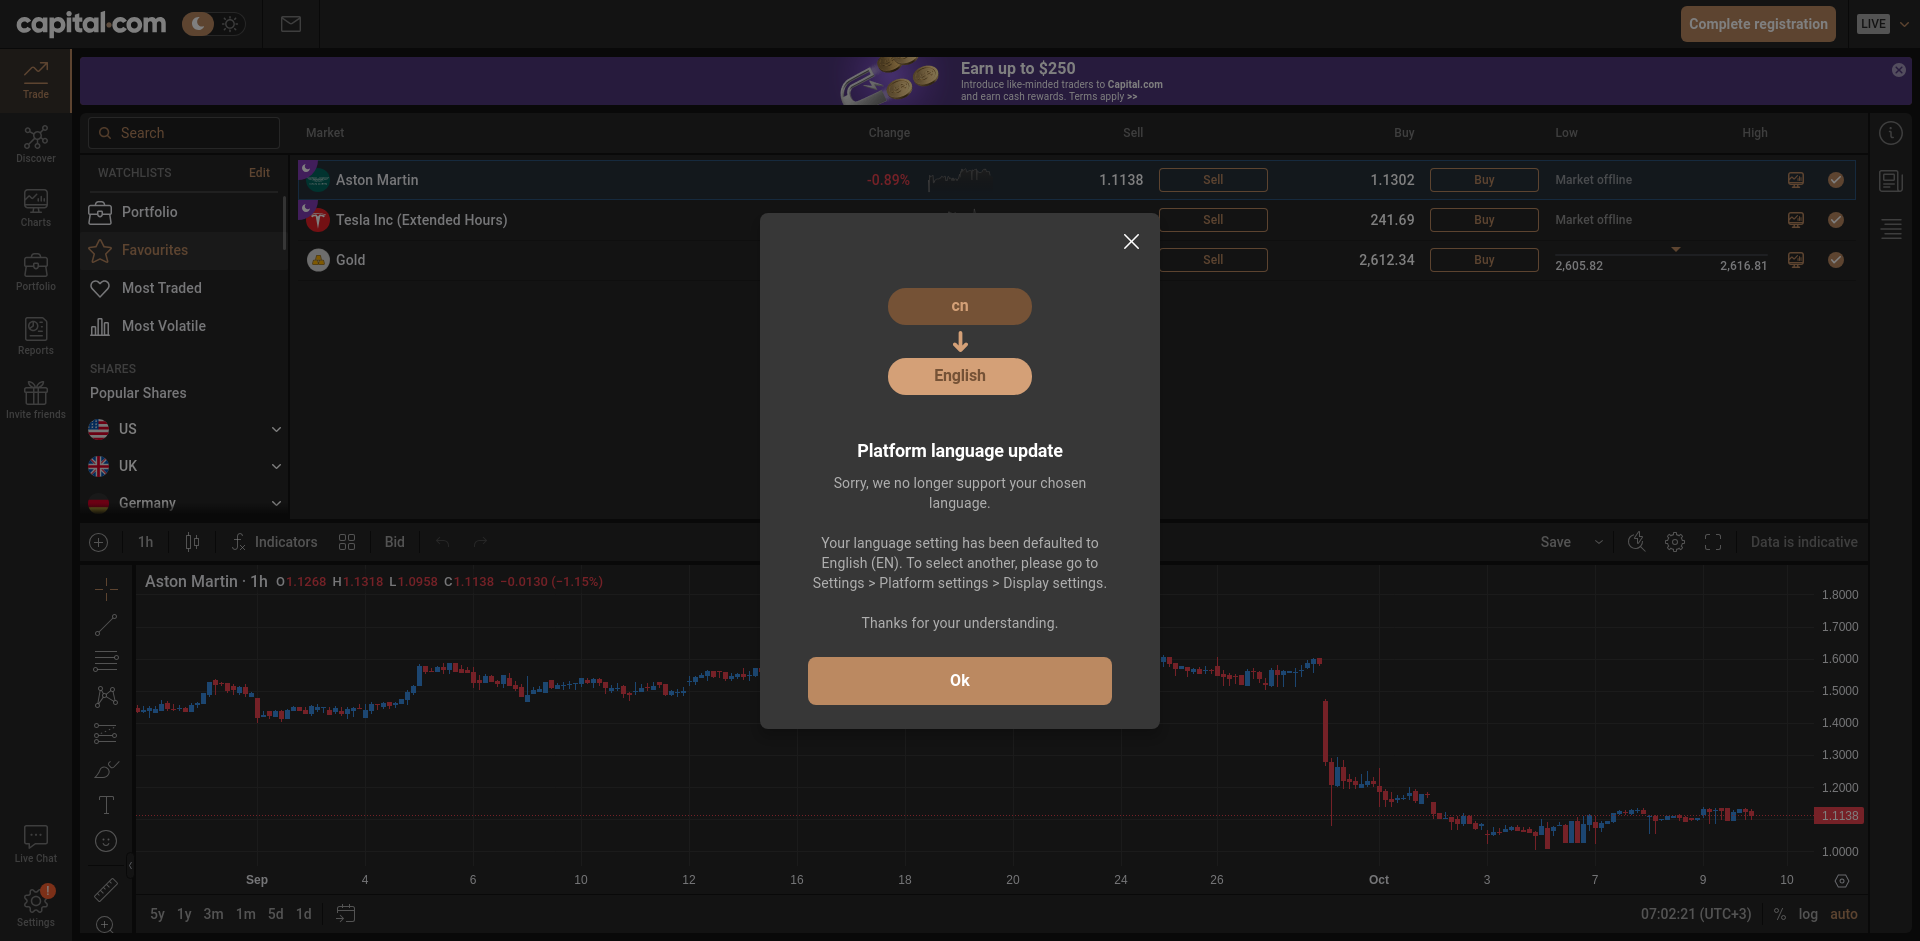 capital.com
Complete registration
LIVE
Trade
Discover
Charts
Portfolio
Reports
Invite friends
Live Chat
!
Settings
Earn up to $250
Introduce like-minded traders to Capital.com
and earn cash rewards. Terms apply >>
Search
Market Change Sell Buy Low High
WATCHLISTS Edit
Portfolio
Favourites
Most Traded
Most Volatile
SHARES
Popular Shares
US
UK
Germany
Aston Martin -0.89% 1.1138 Sell 1.1302 Buy Market offline
Tesla Inc (Extended Hours) Sell 241.69 Buy Market offline
Gold Sell 2,612.34 Buy 2,605.82 2,616.81
cn
English
Platform language update
Sorry, we no longer support your chosen
language.
Your language setting has been defaulted to
English (EN). To select another, please go to
Settings > Platform settings > Display settings.
Thanks for your understanding.
Ok
1h Indicators Bid Save Data is indicative
Aston Martin · 1h O1.1268 H1.1318 L1.0958 C1.1138 −0.0130 (−1.15%)
1.8000
1.7000
1.6000
1.5000
1.4000
1.3000
1.2000
1.1138
1.0000
Sep 4 6 10 12 16 18 20 24 26 Oct 3 7 9 10
5y 1y 3m 1m 5d 1d 07:02:21 (UTC+3) % log auto